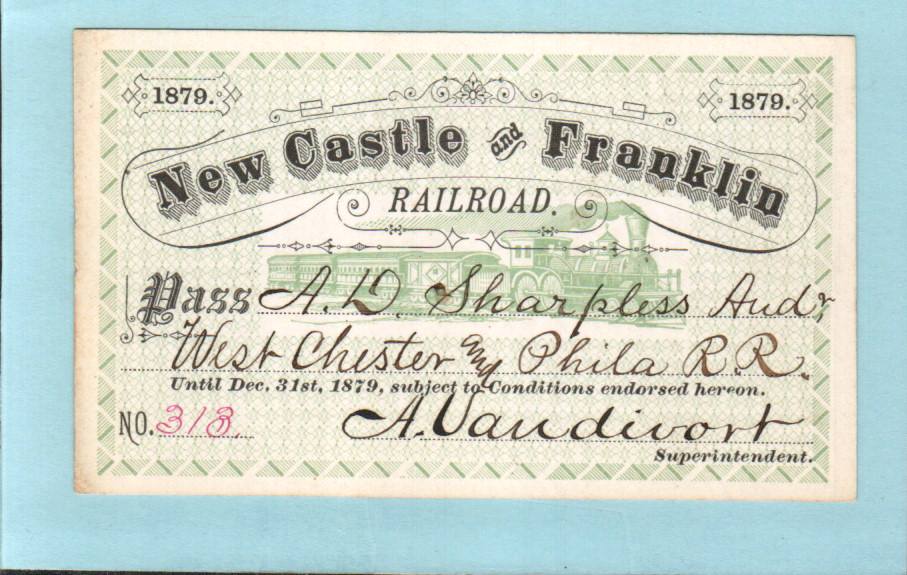 1879. 1879.
New Castle and Franklin
RAILROAD.
Pass A. D. Sharpless Audr,
West Chester and Phila R.R.
Until Dec. 31st, 1879, subject to Conditions endorsed hereon.
NO. 313. A. Vandivort
Superintendent.